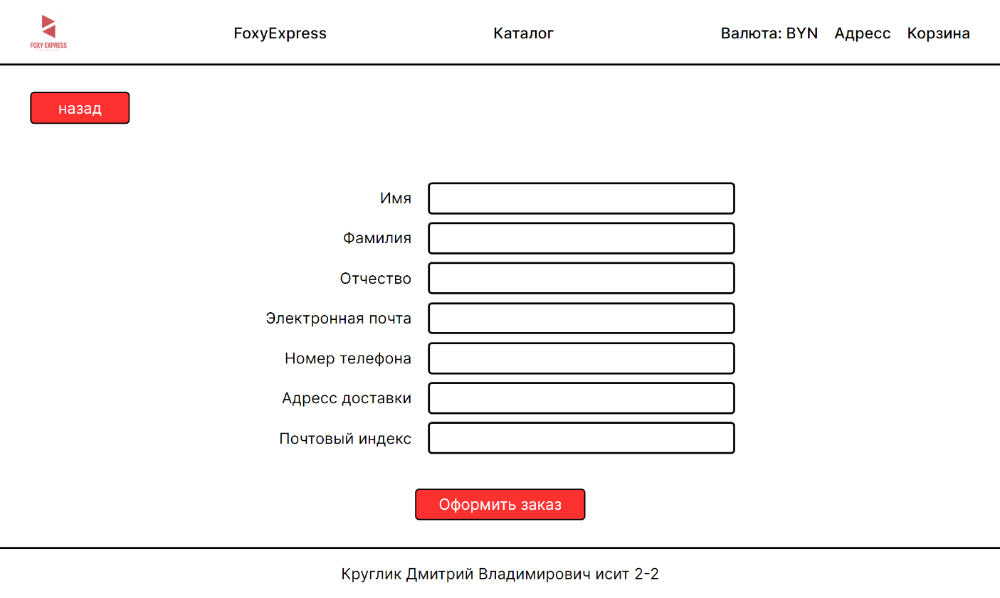 FOXY EXPRESS
FoxyExpress
Каталог
Валюта: BYN
Адресс
Корзина
назад
Имя
Фамилия
Отчество
Электронная почта
Номер телефона
Адресс доставки
Почтовый индекс
Оформить заказ
Круглик Дмитрий Владимирович исит 2-2